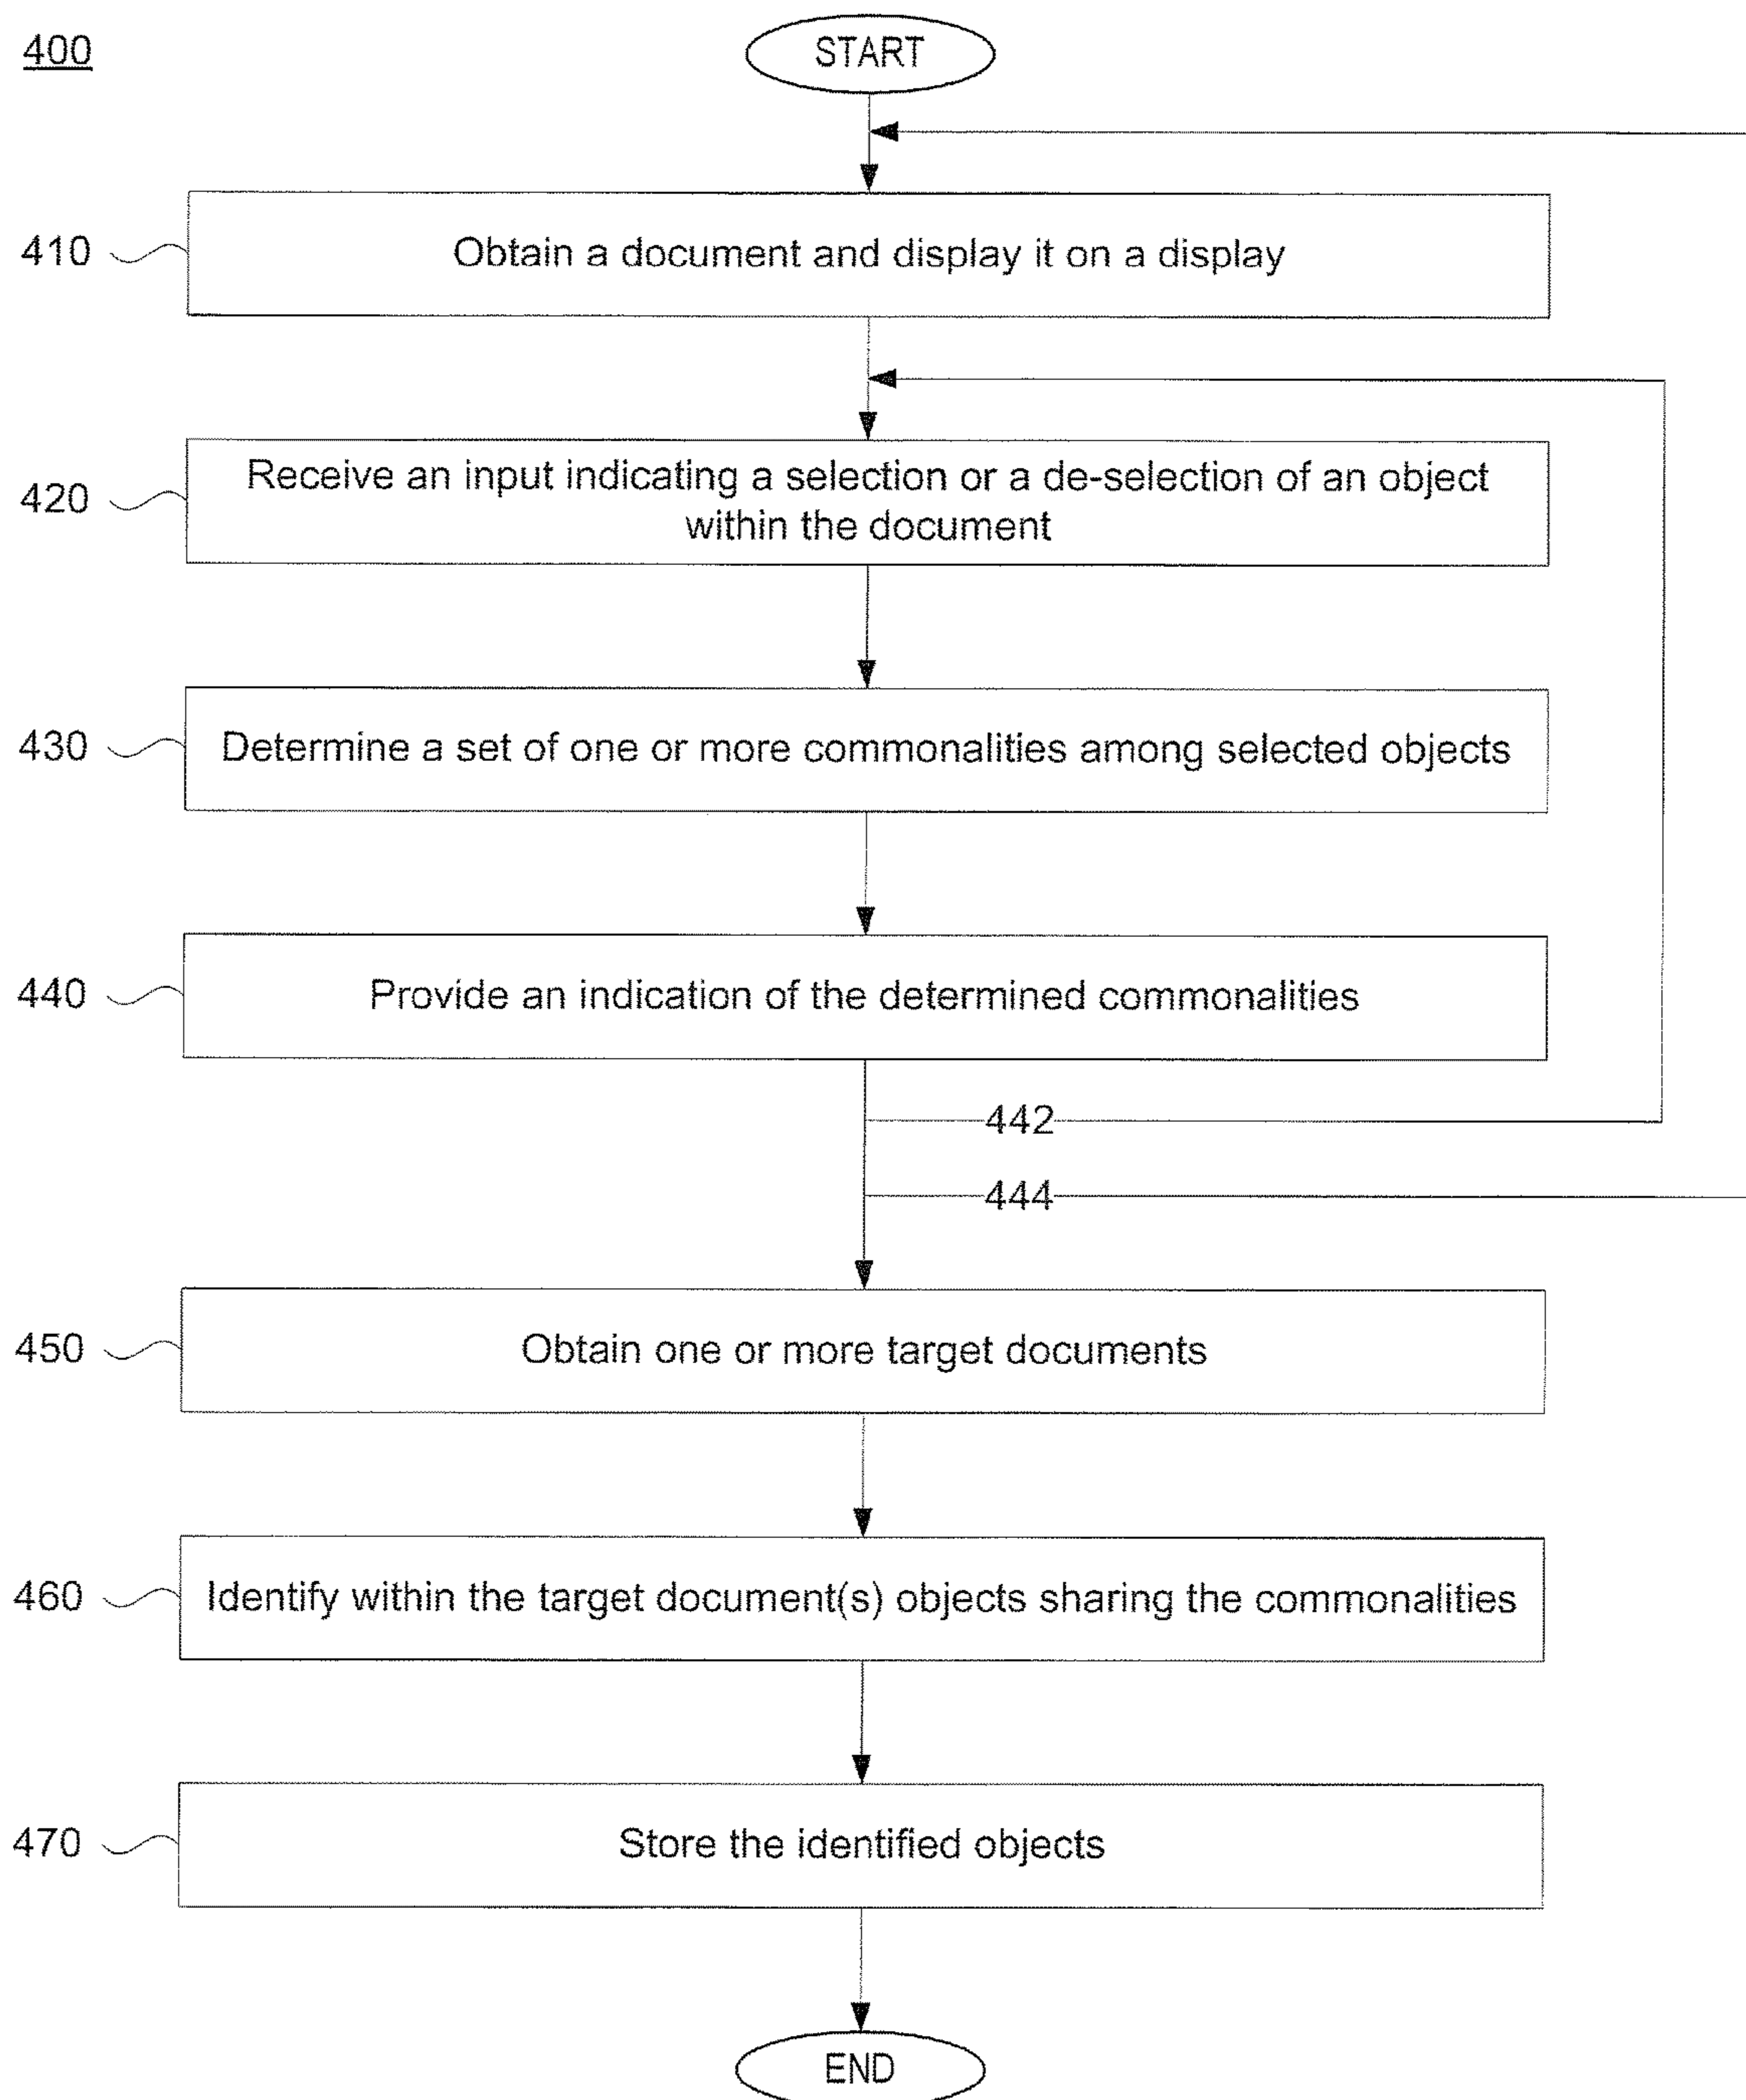 400
START
410
Obtain a document and display it on a display
420
Receive an input indicating a selection or a de-selection of an object
within the document
430
Determine a set of one or more commonalities among selected objects
440
Provide an indication of the determined commonalities
442
444
450
Obtain one or more target documents
460
Identify within the target document(s) objects sharing the commonalities
470
Store the identified objects
END